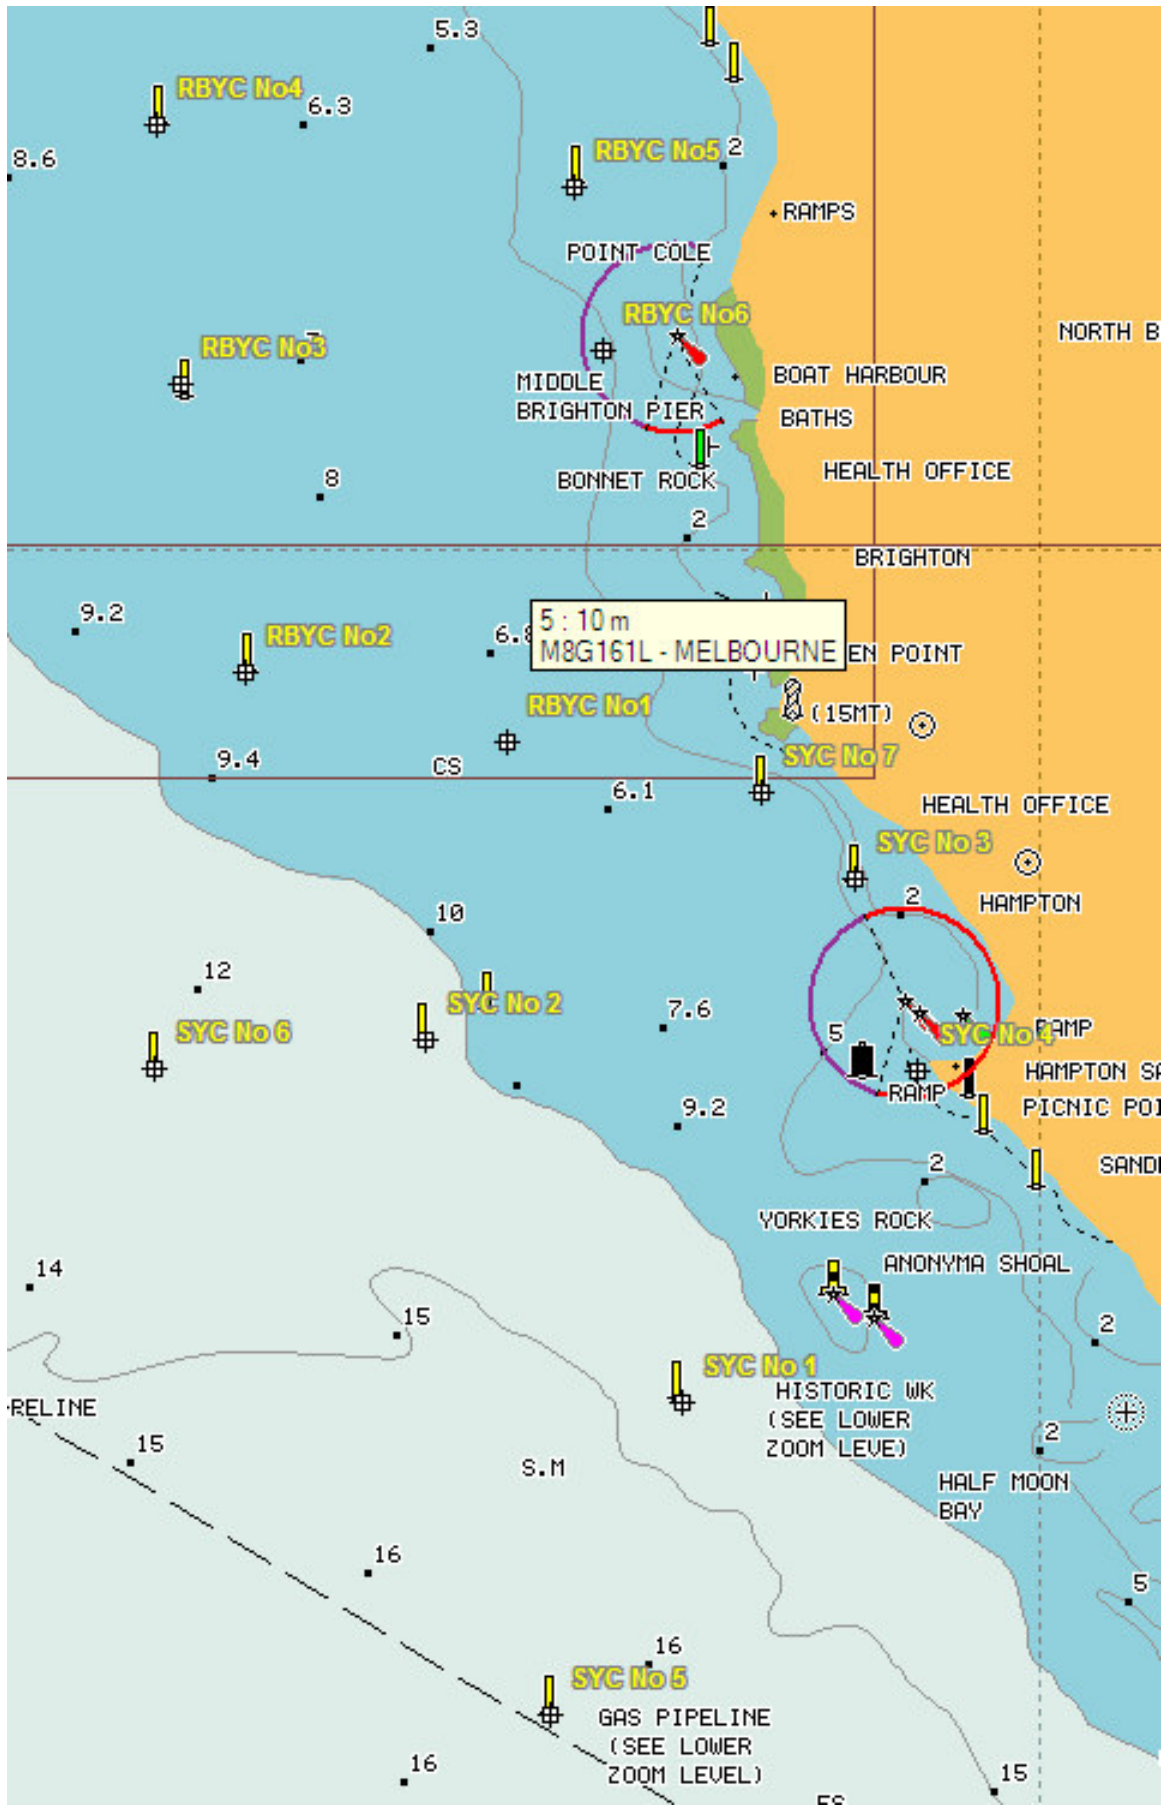 5.3
RBYC No4
6.3
8.6
RBYC No5
2
RAMPS
POINT COLE
RBYC No6
NORTH B
RBYC No3
MIDDLE
BRIGHTON PIER
BOAT HARBOUR
BATHS
HEALTH OFFICE
8
BONNET ROCK
2
BRIGHTON
9.2
RBYC No2
5 : 10 m
M8G161L - MELBOURNE
EN POINT
RBYC No1
(15MT)
9.4
CS
SYC No 7
6.1
HEALTH OFFICE
SYC No 3
2
HAMPTON
10
12
SYC No 2
7.6
SYC No 6
5
SYC No 4
RAMP
HAMPTON SA
RAMP
PICNIC POI
9.2
2
SANDR
YORKIES ROCK
ANONYMA SHOAL
14
15
2
SYC No 1
HISTORIC WK
(SEE LOWER
ZOOM LEVE)
RELINE
15
2
S.M
HALF MOON
BAY
16
5
16
SYC No 5
GAS PIPELINE
(SEE LOWER
ZOOM LEVEL)
16
15